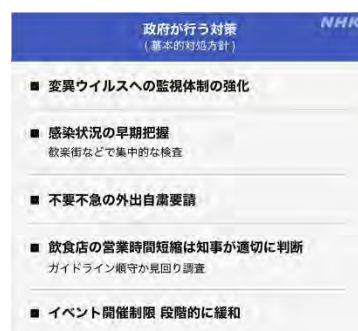 NHK
政府が行う対策
(基本的対処方針)
■ 変異ウイルスへの監視体制の強化
■ 感染状況の早期把握
歓楽街などで集中的な検査
■ 不要不急の外出自粛要請
■ 飲食店の営業時間短縮は知事が適切に判断
ガイドライン順守か見回り調査
■ イベント開催制限 段階的に緩和